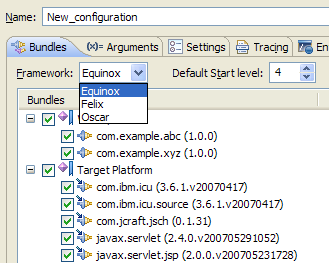 Name: New_configuration
Bundles (x)= Arguments Settings Tracing
Framework: Equinox Default Start level: 4
Equinox
Felix
Oscar
Bundles
com.example.abc (1.0.0)
com.example.xyz (1.0.0)
Target Platform
com.ibm.icu (3.6.1.v20070417)
com.ibm.icu.source (3.6.1.v20070417)
com.jcraft.jsch (0.1.31)
javax.servlet (2.4.0.v200705291052)
javax.servlet.jsp (2.0.0.v200705231728)